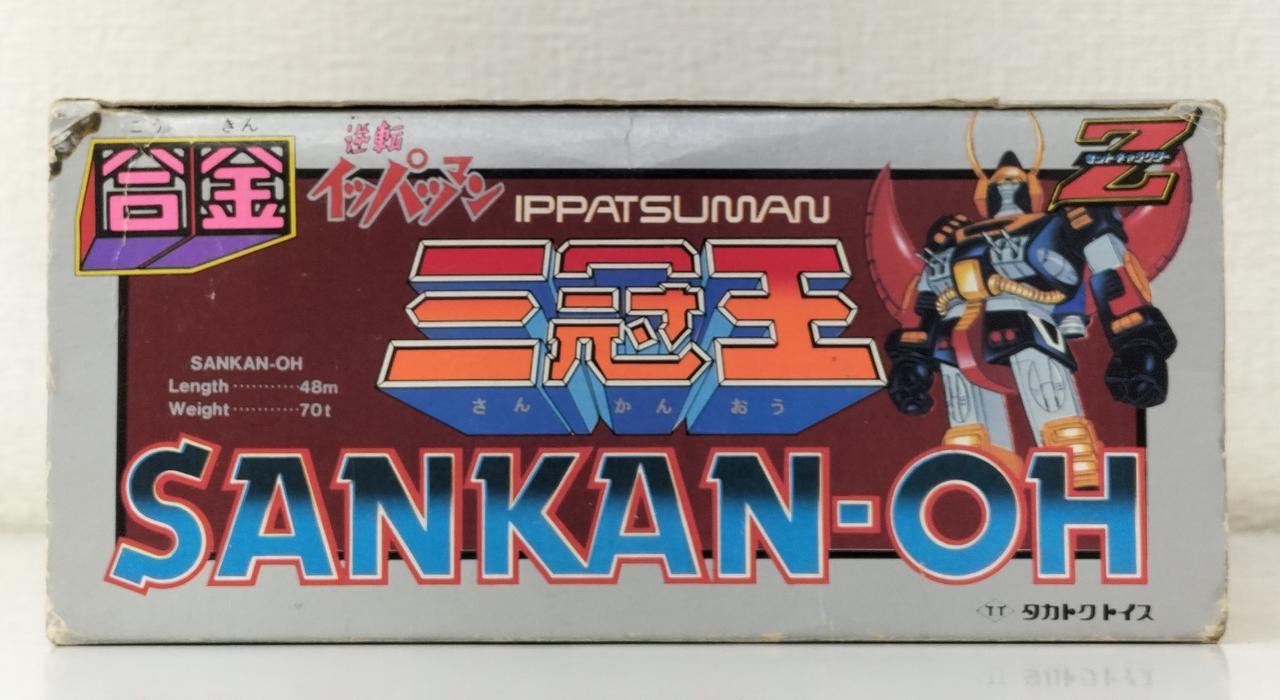 こう きん
合金
逆転
イッパツマン
IPPATSUMAN
Z
三冠王
さんかんおう
SANKAN-OH
Length ··········48m
Weight ··········70t
SANKAN-OH
TT タカトクトイス